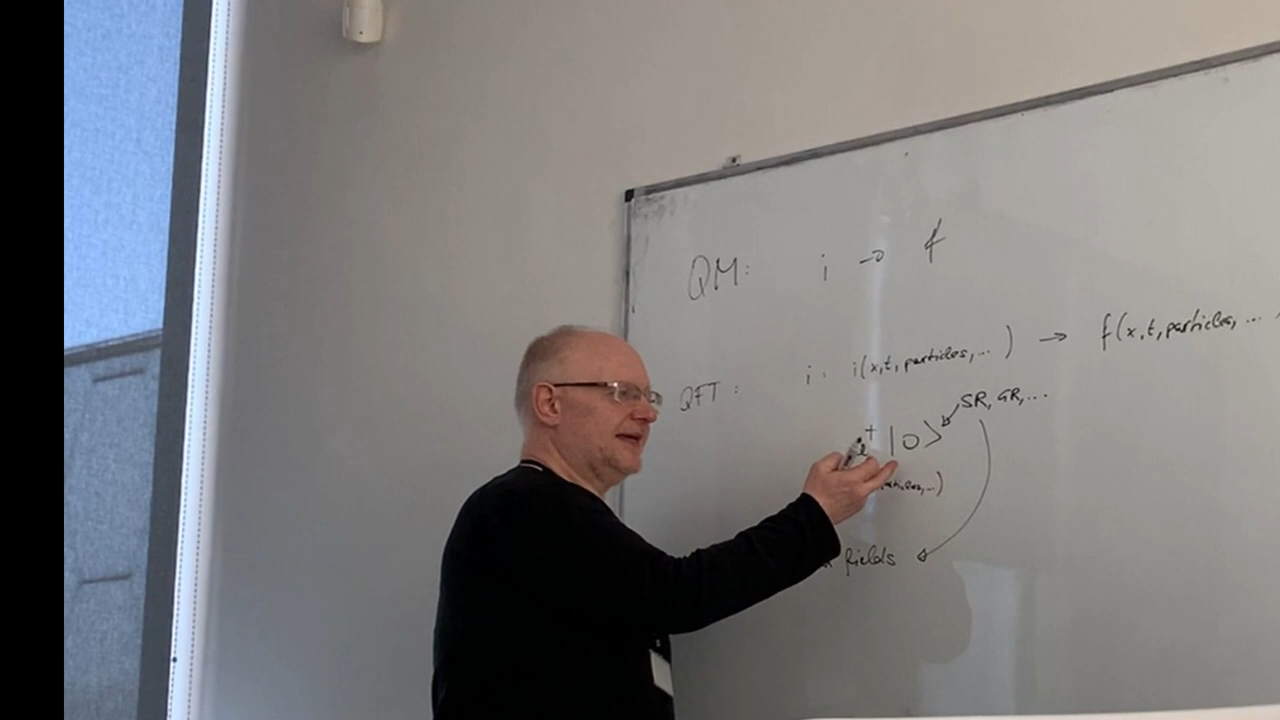 QM: i → f
QFT: i: i(x,t, particles, ...) → f(x,t, particles, ...
SR, GR, ...
† |0⟩
...)
fields